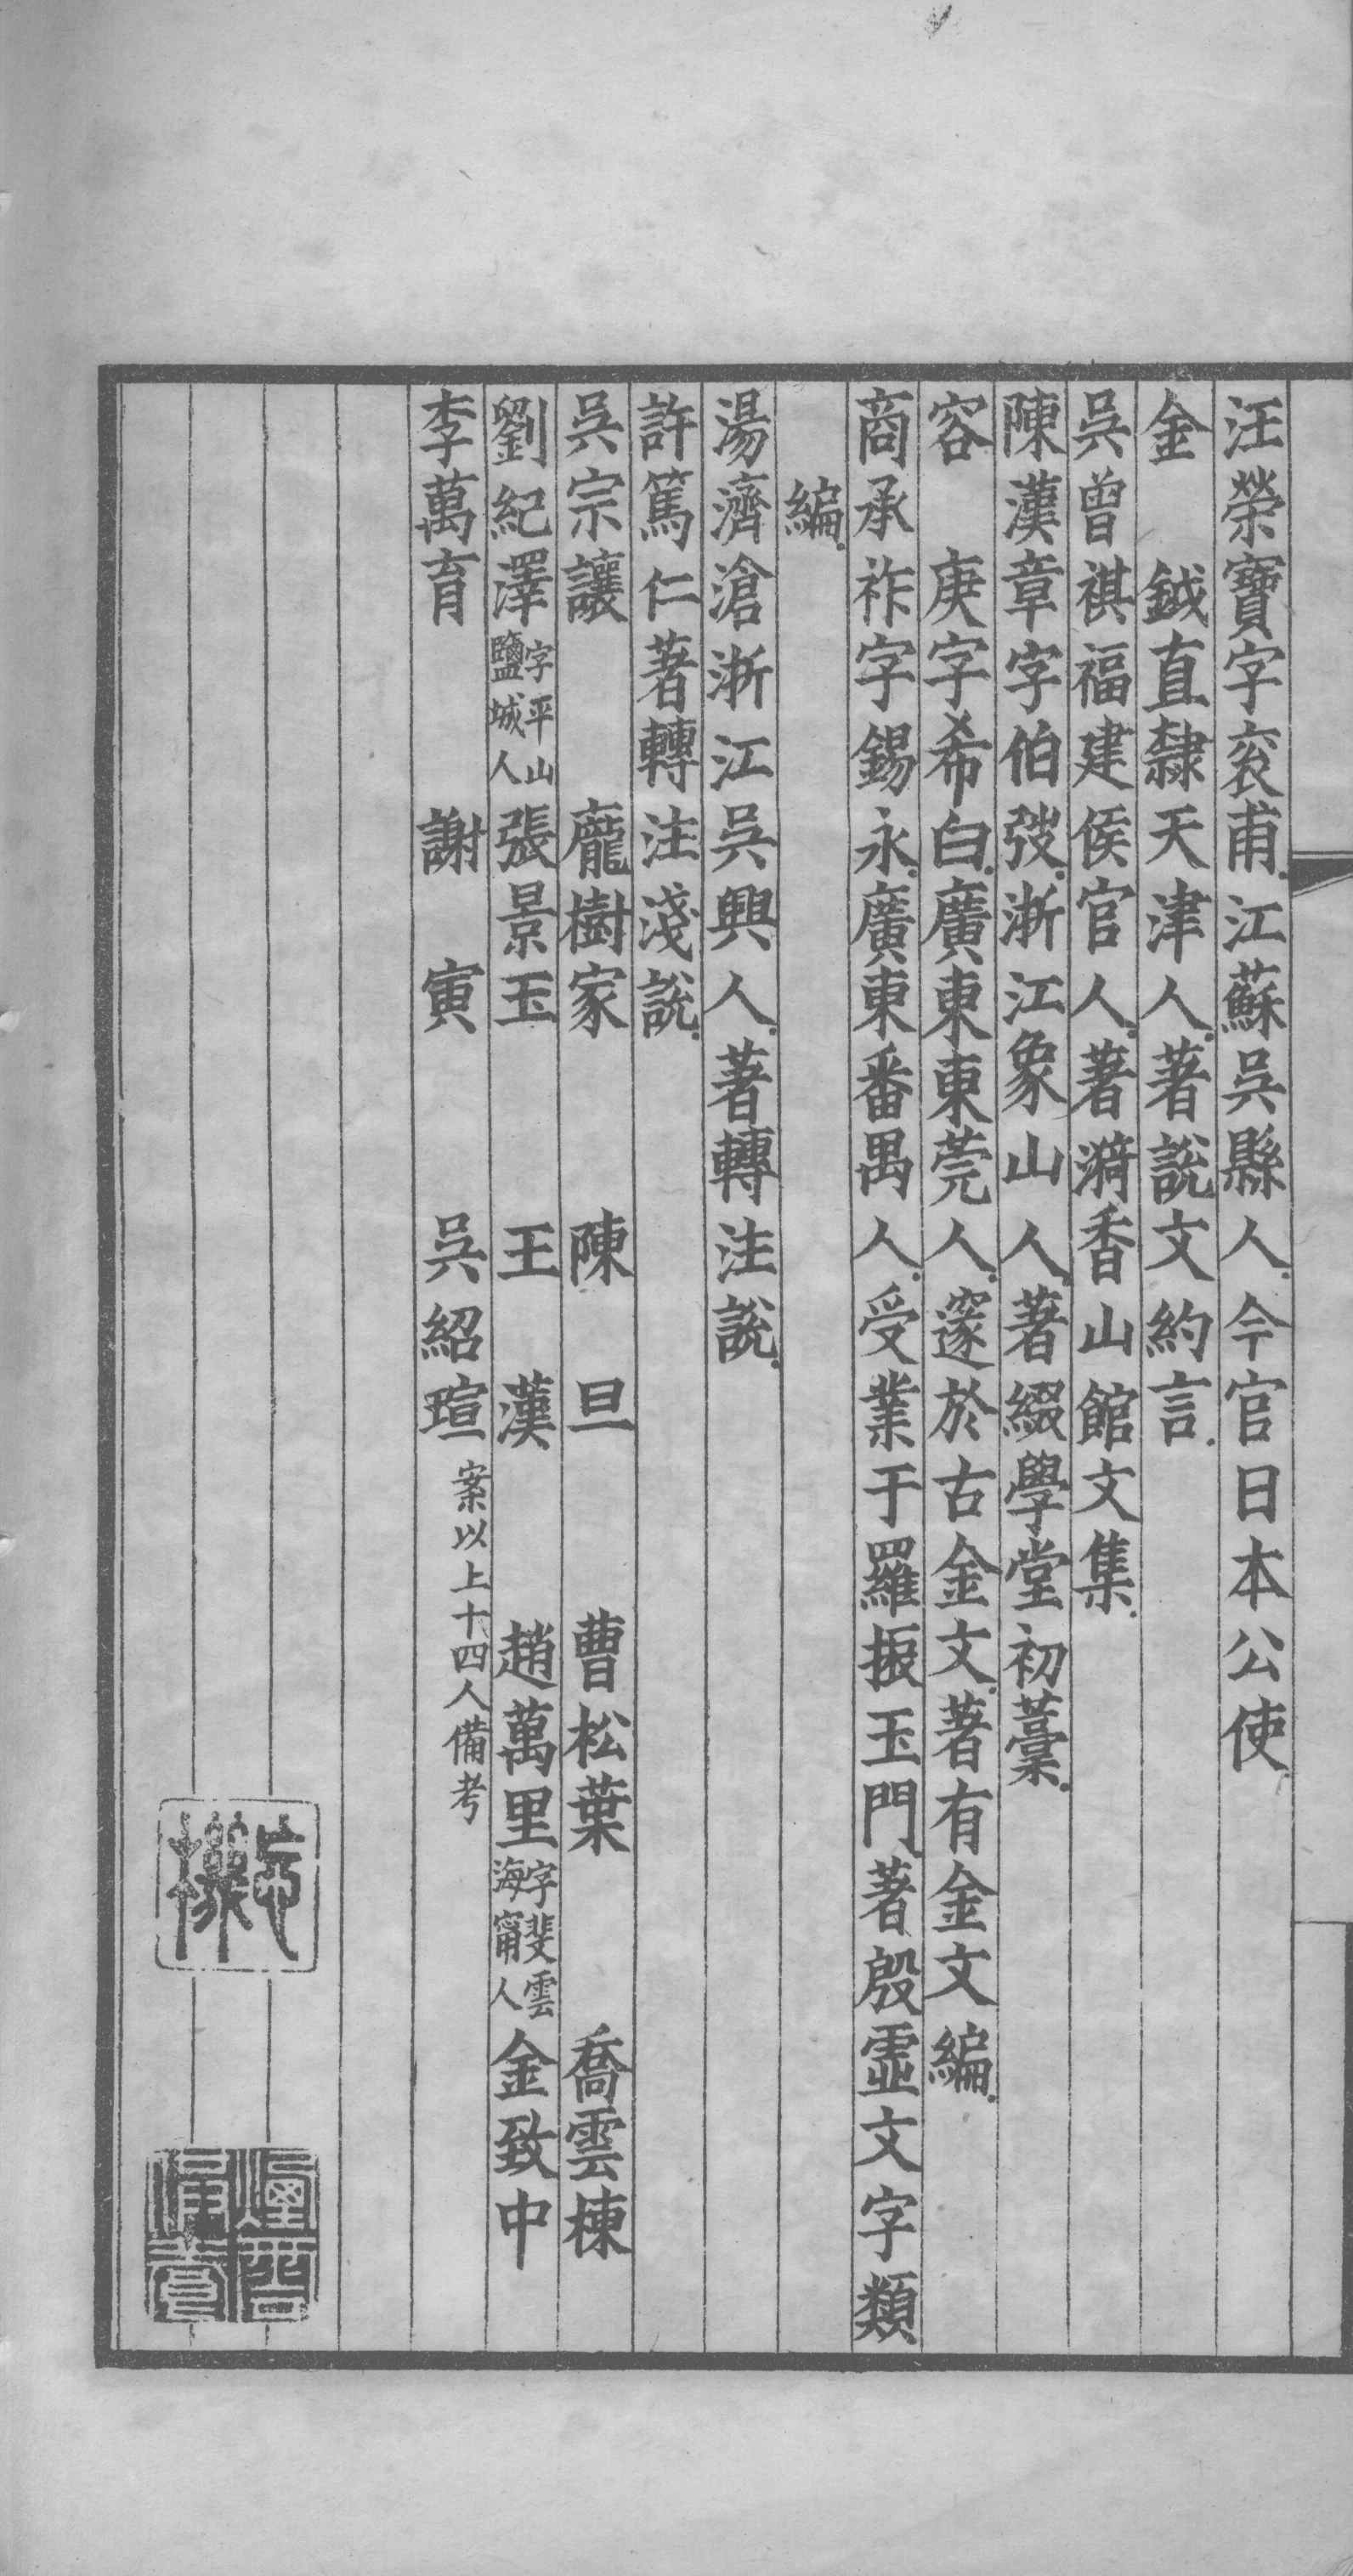 汪榮寶字袞甫.江蘇吳縣人.今官日本公使.
金　鉞直隸天津人.著說文約言.
吳曾祺福建侯官人.著漪香山館文集.
陳漢章字伯弢.浙江象山人.著綴學堂初藁.
容　庚字希白.廣東東莞人.邃於古金文.著有金文編.
商承祚字錫永.廣東番禺人.受業于羅振玉門著殷虛文字類
編.
湯濟滄浙江吳興人.著轉注說.
許篤仁著轉注淺說.
吳宗讓　龐樹家　陳　旦　曹松葉　喬雲棟
劉紀澤字平山鹽城人　張景玉　王　漢　趙萬里字斐雲海甯人　金致中
李萬育　謝　寅　吳紹瑄案以上十四人備考